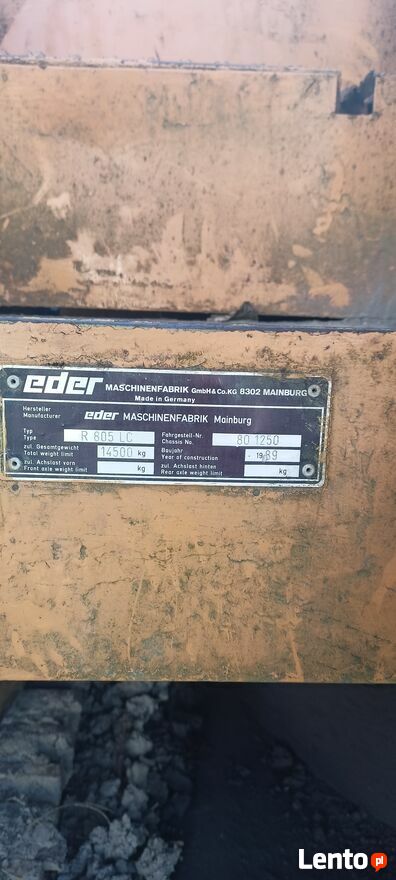 eder MASCHINENFABRIK GmbH & Co. KG 8302 MAINBURG
Made in Germany
Hersteller
Manufacturer
eder MASCHINENFABRIK Mainburg
Typ
Type
R 805 LC
Fahrgestell-Nr.
Chassis No.
80 1250
zul. Gesamtgewicht
Total weight limit
14500 kg
Baujahr
Year of construction
1989
zul. Achslast vorn
Front axle weight limit
kg
zul. Achslast hinten
Rear axle weight limit
kg
Lento.pl